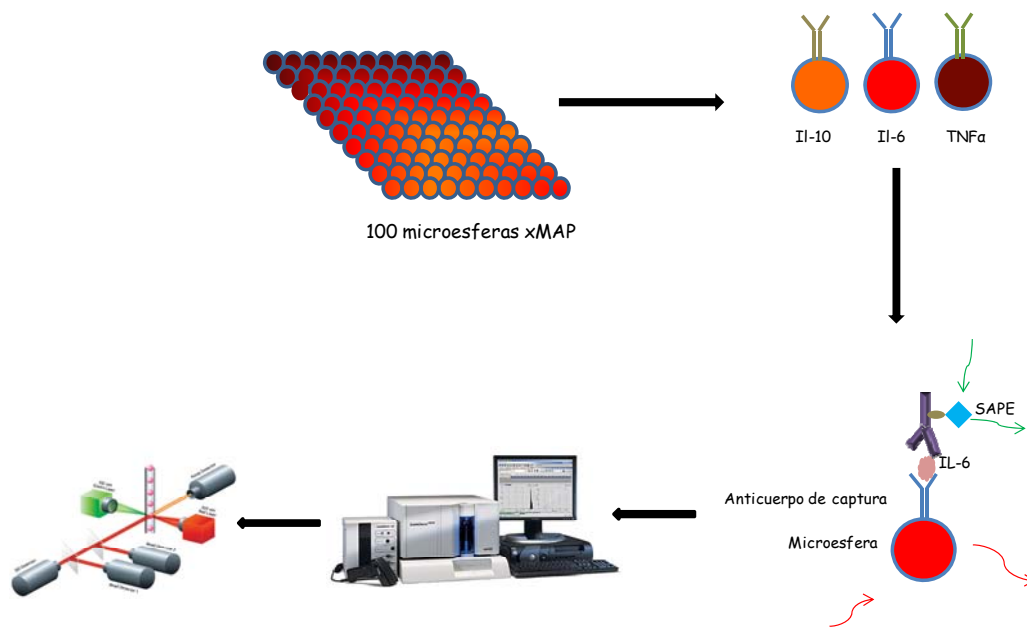 Il-10
Il-6
TNFα
100 microesferas xMAP
SAPE
IL-6
Anticuerpo de captura
Microesfera